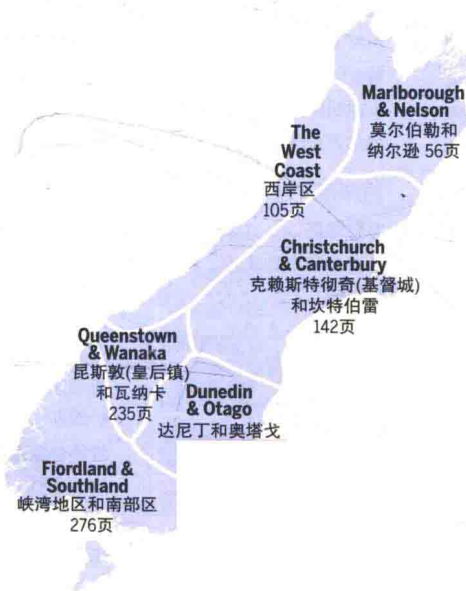 Marlborough
& Nelson
莫尔伯勒和
纳尔逊 56页
The
West
Coast
西岸区
105页
Christchurch
& Canterbury
克赖斯特彻奇(基督城)
和坎特伯雷
142页
Queenstown
& Wanaka
昆斯敦(皇后镇)
和瓦纳卡
235页
Dunedin
& Otago
达尼丁和奥塔戈
Fiordland &
Southland
峡湾地区和南部区
276页